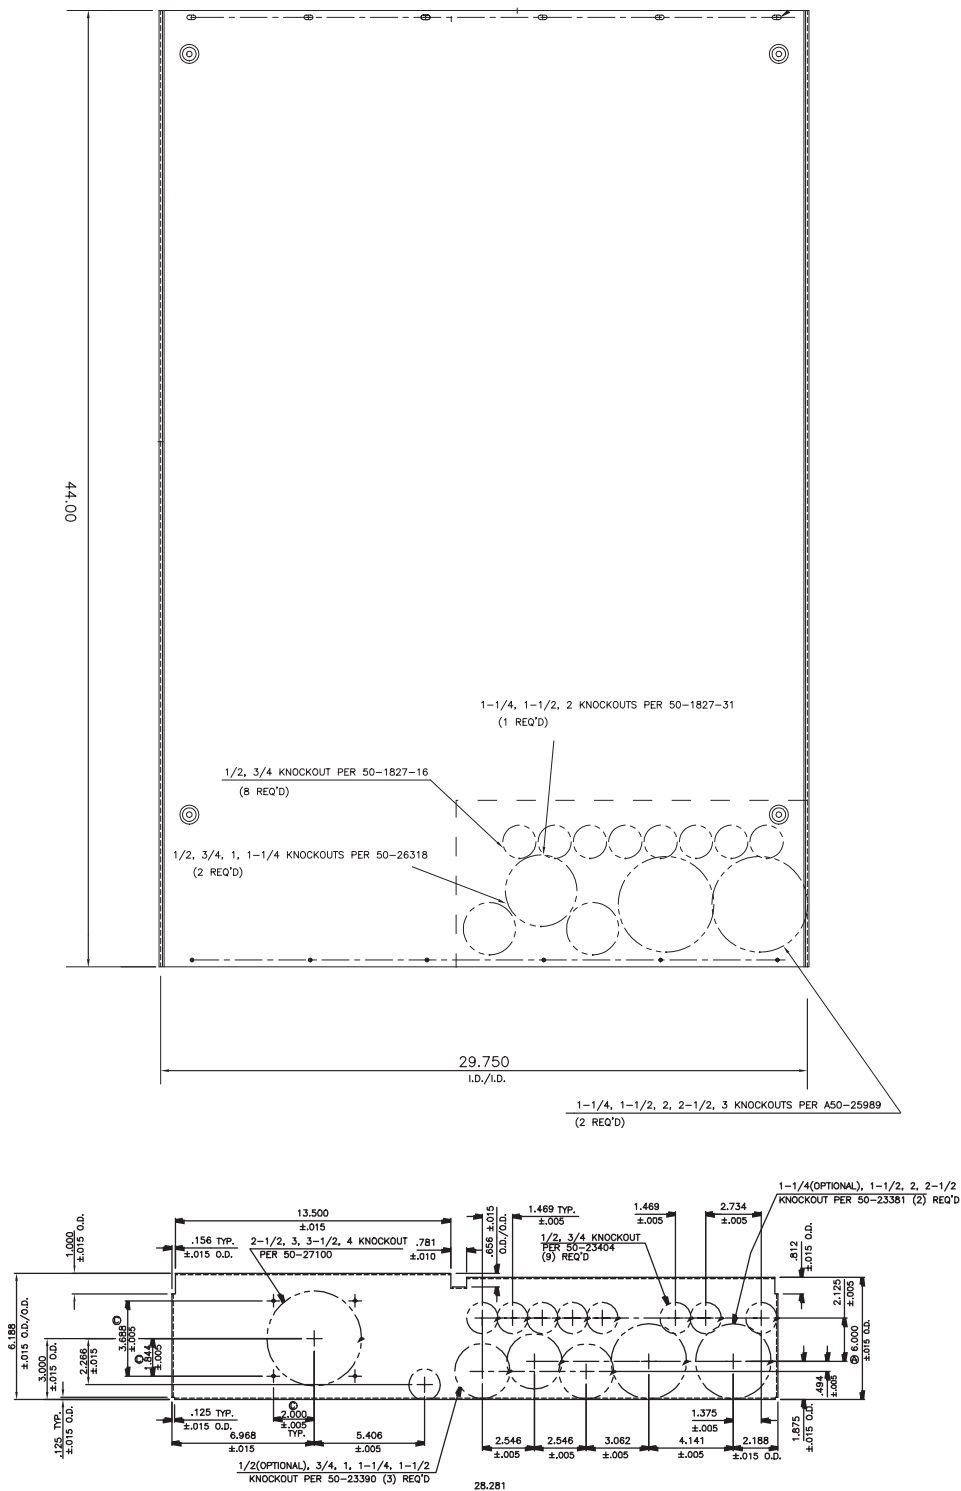 44.00
1-1/4, 1-1/2, 2 KNOCKOUTS PER 50-1827-31
(1 REQ'D)
1/2, 3/4 KNOCKOUT PER 50-1827-16
(8 REQ'D)
1/2, 3/4, 1, 1-1/4 KNOCKOUTS PER 50-26318
(2 REQ'D)
29.750
I.D./I.D.
1-1/4, 1-1/2, 2, 2-1/2, 3 KNOCKOUTS PER A50-25989
(2 REQ'D)
1-1/4(OPTIONAL), 1-1/2, 2, 2-1/2
KNOCKOUT PER 50-23381 (2) REQ'D
13.500
±.015
1.469 TYP.
±.005
1.469
±.005
2.734
±.005
1.000
±.015 O.D.
.156 TYP.
±.015 O.D.
2-1/2, 3, 3-1/2, 4 KNOCKOUT
PER 50-27100
.781
±.010
.656 ±.015
O.D./O.D.
1/2, 3/4 KNOCKOUT
PER 50-23404
(9) REQ'D
.812
±.015 O.D.
2.125
±.005
6.188
±.015 O.D./O.D.
3.000
±.015 O.D.
2.266
±.015
C
3.688
±.005
C
1.844
±.005
A 6.000
±.015 O.D.
.494
±.005
1.875
±.015 O.D.
.125 TYP.
±.015 O.D.
.125 TYP.
±.015 O.D.
C
2.000
±.005
TYP.
1.375
±.005
6.968
±.015
5.406
±.005
2.546
±.005
2.546
±.005
3.062
±.005
4.141
±.005
2.188
±.015 O.D.
1/2(OPTIONAL), 3/4, 1, 1-1/4, 1-1/2
KNOCKOUT PER 50-23390 (3) REQ'D
28.281